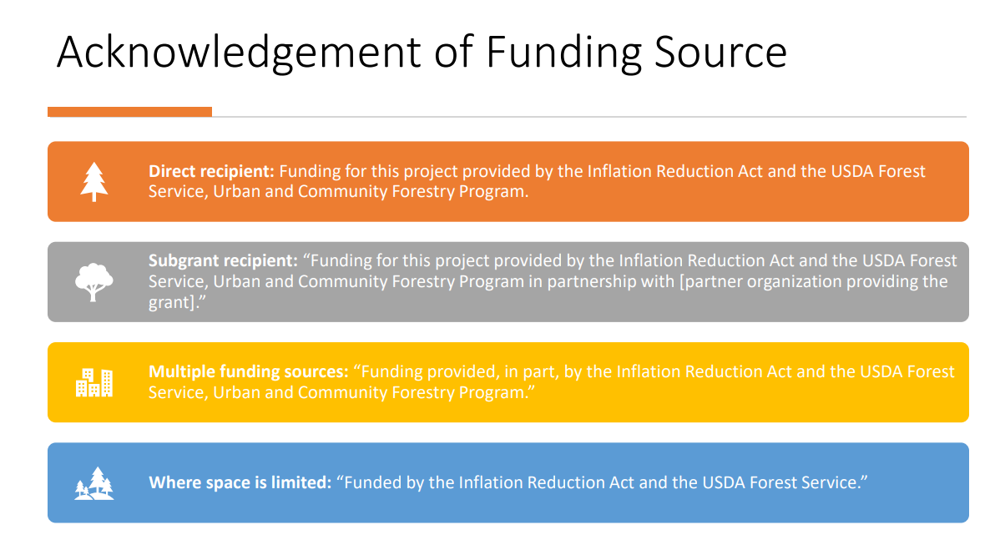 Acknowledgement of Funding Source
Direct recipient: Funding for this project provided by the Inflation Reduction Act and the USDA Forest
Service, Urban and Community Forestry Program.
Subgrant recipient: “Funding for this project provided by the Inflation Reduction Act and the USDA Forest
Service, Urban and Community Forestry Program in partnership with [partner organization providing the
grant].”
Multiple funding sources: “Funding provided, in part, by the Inflation Reduction Act and the USDA Forest
Service, Urban and Community Forestry Program.”
Where space is limited: “Funded by the Inflation Reduction Act and the USDA Forest Service.”